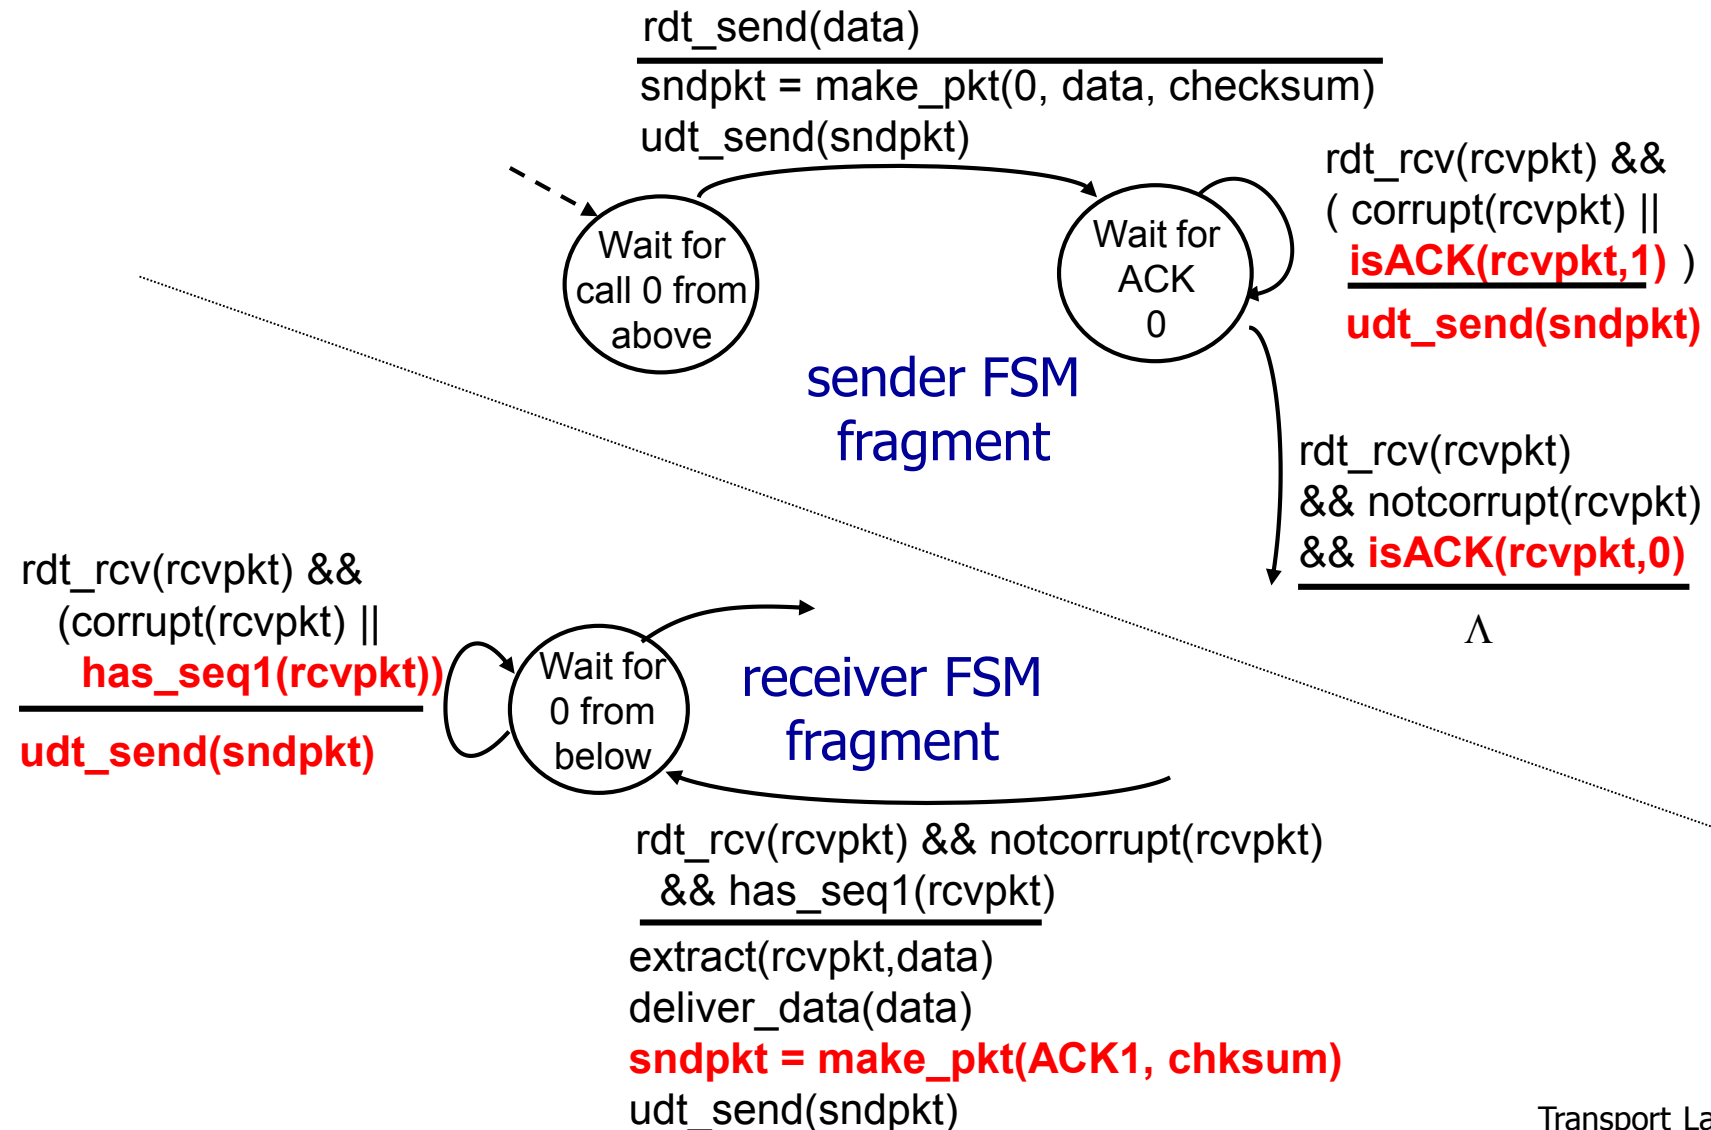 rdt_send(data)
sndpkt = make_pkt(0, data, checksum)
udt_send(sndpkt)
Wait for
call 0 from
above
Wait for
ACK
0
rdt_rcv(rcvpkt) &&
( corrupt(rcvpkt) ||
isACK(rcvpkt,1) )
udt_send(sndpkt)
sender FSM
fragment
rdt_rcv(rcvpkt)
&& notcorrupt(rcvpkt)
&& isACK(rcvpkt,0)
Λ
rdt_rcv(rcvpkt) &&
(corrupt(rcvpkt) ||
has_seq1(rcvpkt))
udt_send(sndpkt)
Wait for
0 from
below
receiver FSM
fragment
rdt_rcv(rcvpkt) && notcorrupt(rcvpkt)
&& has_seq1(rcvpkt)
extract(rcvpkt,data)
deliver_data(data)
sndpkt = make_pkt(ACK1, chksum)
udt_send(sndpkt)
Transport La